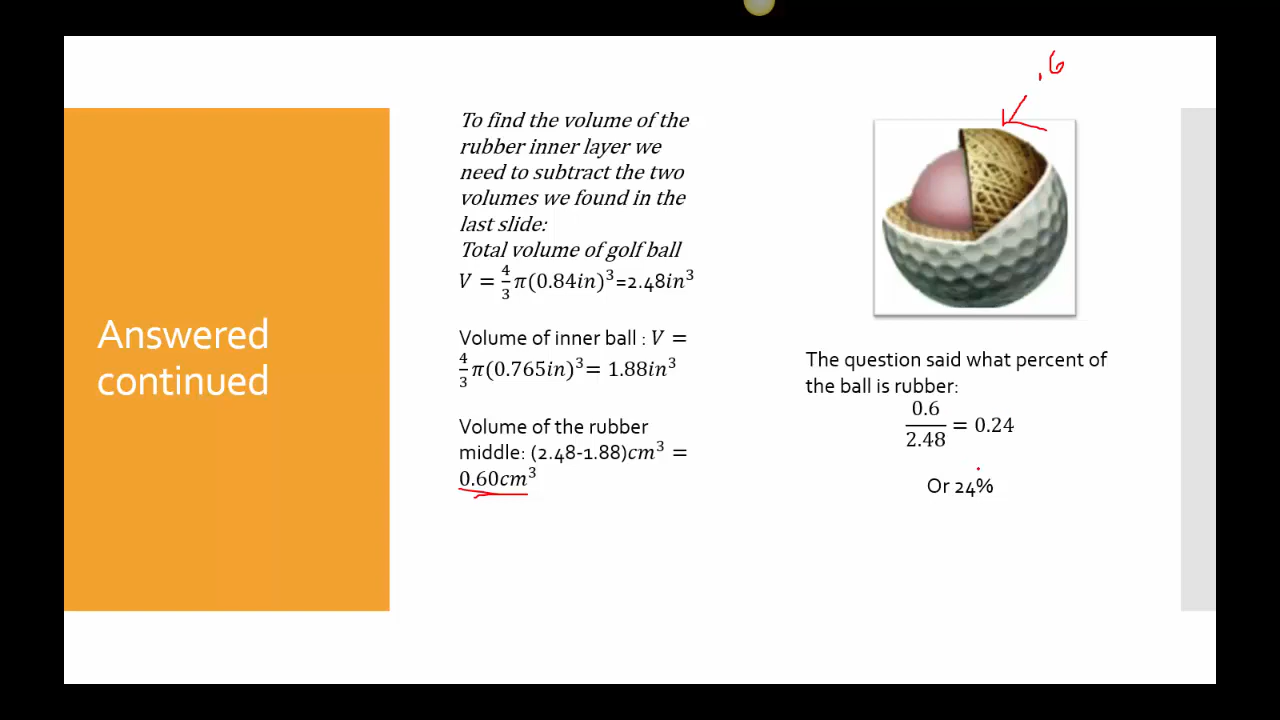 Answered
continued
To find the volume of the
rubber inner layer we
need to subtract the two
volumes we found in the
last slide:
Total volume of golf ball
V = 4/3 π(0.84in)³=2.48in³
Volume of inner ball : V =
4/3 π(0.765in)³= 1.88in³
Volume of the rubber
middle: (2.48-1.88)cm³ =
0.60cm³
.6
The question said what percent of
the ball is rubber:
0.6/2.48 = 0.24
Or 24%